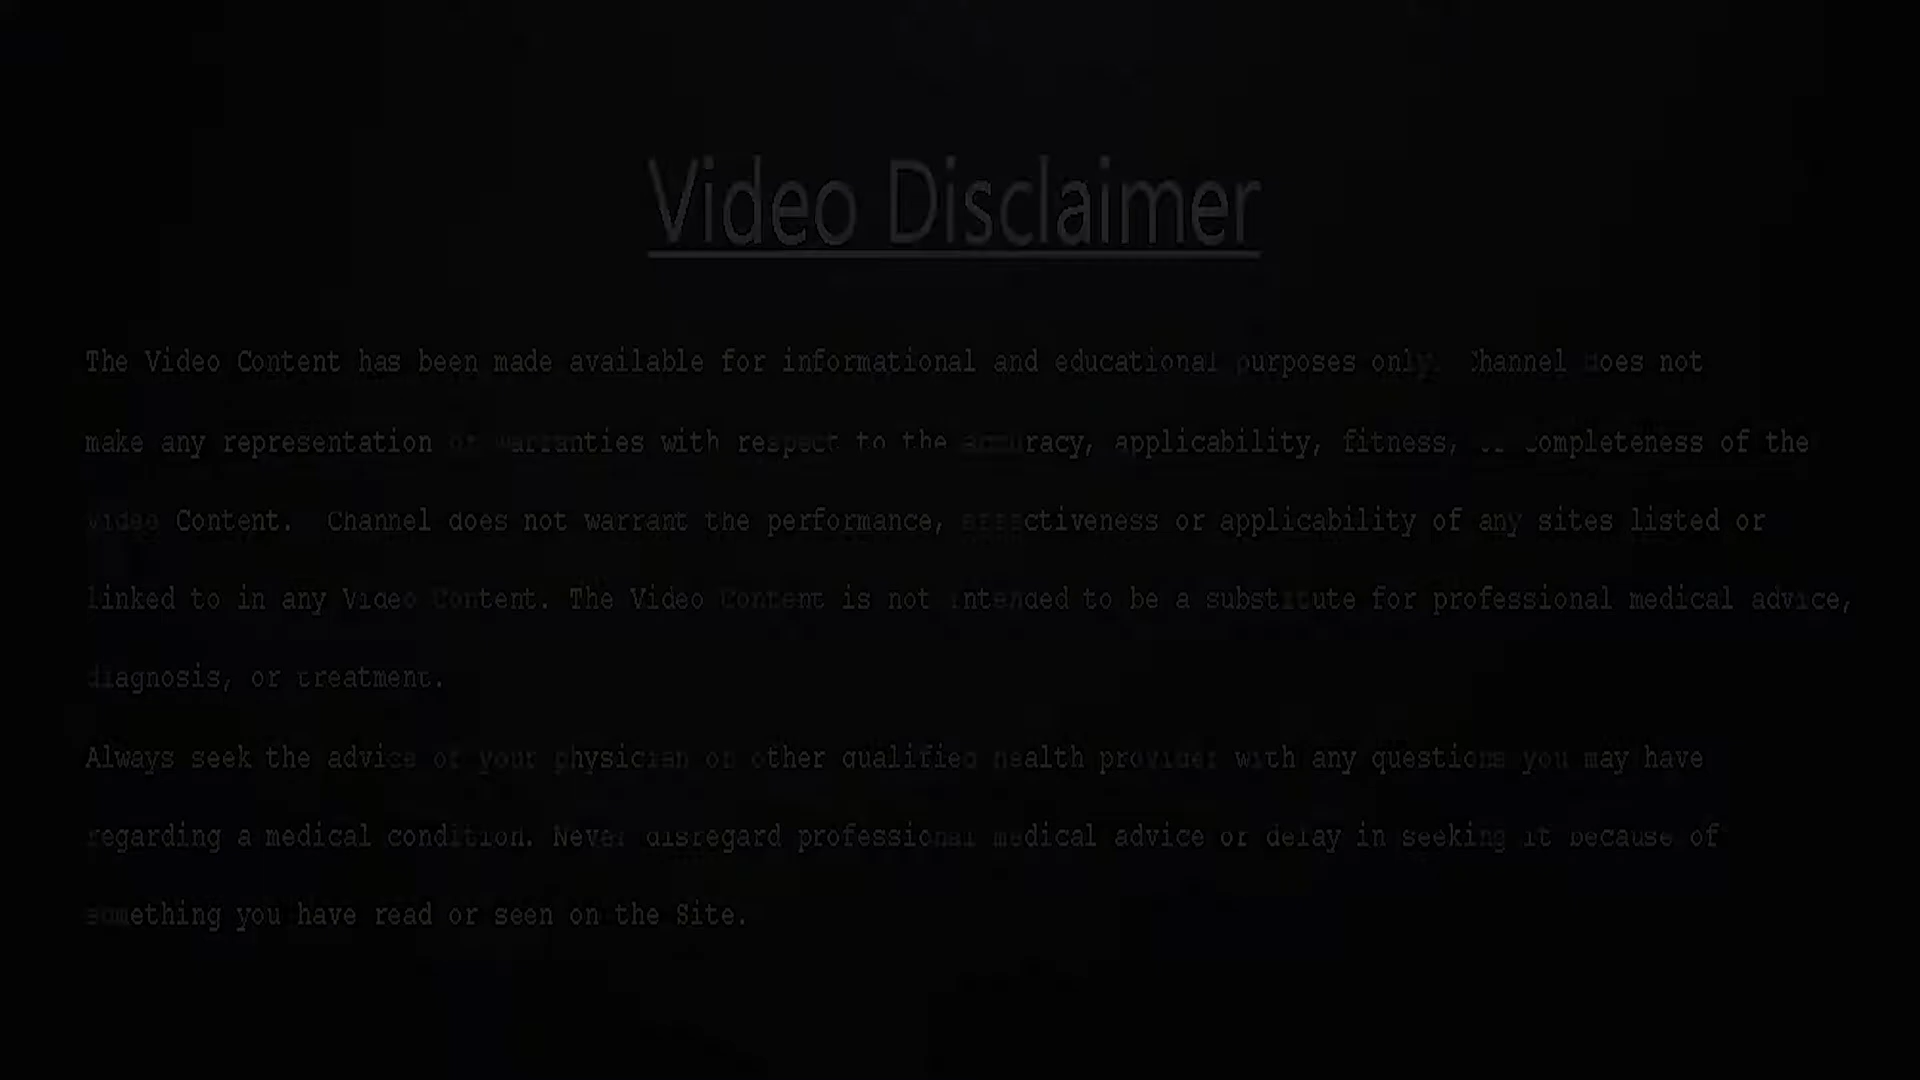 Video Disclaimer
The Video Content has been made available for informational and educational purposes only. Channel does not
make any representation or warranties with respect to the accuracy, applicability, fitness, or completeness of the
Video Content. Channel does not warrant the performance, effectiveness or applicability of any sites listed or
linked to in any Video Content. The Video Content is not intended to be a substitute for professional medical advice,
diagnosis, or treatment.
Always seek the advice of your physician or other qualified health provider with any questions you may have
regarding a medical condition. Never disregard professional medical advice or delay in seeking it because of
something you have read or seen on the Site.